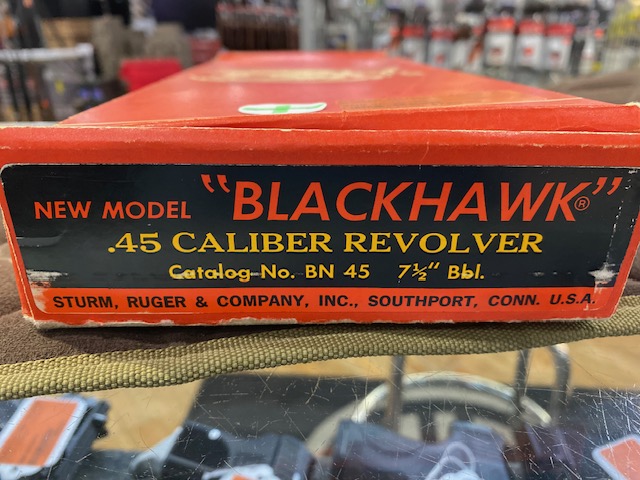 NEW MODEL "BLACKHAWK"®
.45 CALIBER REVOLVER
Catalog No. BN 45 7½" Bbl.
STURM, RUGER & COMPANY, INC., SOUTHPORT, CONN. U.S.A.